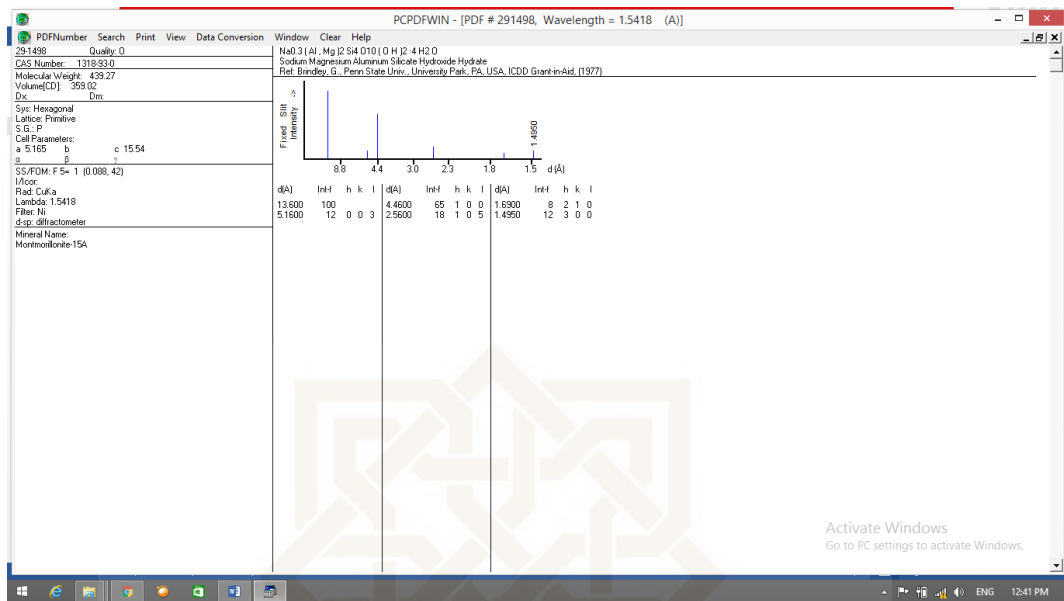 PCPDFWIN - [PDF # 291498, Wavelength = 1.5418 (A)]
PDFNumber Search Print View Data Conversion Window Clear Help
29-1498 Quality: O
CAS Number: 1318-93-0
Molecular Weight: 439.27
Volume[CD]: 359.02
Dx: Dm:
Sys: Hexagonal
Lattice: Primitive
S.G.: P
Cell Parameters:
a 5.165 b c 15.54
α β γ
SS/FOM: F 5= 1 (0.088, 42)
I/Icor:
Rad: CuKa
Lambda: 1.5418
Filter: Ni
d-sp: diffractometer
Mineral Name:
Montmorillonite-15A
Na0.3 ( Al , Mg )2 Si4 O10 ( O H )2 ·4 H2 O
Sodium Magnesium Aluminum Silicate Hydroxide Hydrate
Ref: Brindley, G., Penn State Univ., University Park, PA, USA, ICDD Grant-in-Aid, (1977)
Fixed Slit
Intensity ->
1.4950
8.8 4.4 3.0 2.3 1.8 1.5 d (Å)
d(A) Int-f h k l d(A) Int-f h k l d(A) Int-f h k l
13.600 100 4.4600 65 1 0 0 1.6900 8 2 1 0
5.1600 12 0 0 3 2.5600 18 1 0 5 1.4950 12 3 0 0
Activate Windows
Go to PC settings to activate Windows.
ENG 12:41 PM